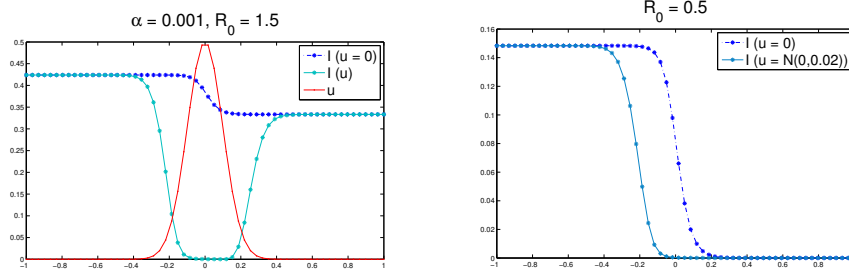 α = 0.001, R0 = 1.5
0.5
0.45
0.4
0.35
0.3
0.25
0.2
0.15
0.1
0.05
0
−1 −0.8 −0.6 −0.4 −0.2 0 0.2 0.4 0.6 0.8 1
I (u = 0)
I (u)
u
R0 = 0.5
0.16
0.14
0.12
0.1
0.08
0.06
0.04
0.02
0
−1 −0.8 −0.6 −0.4 −0.2 0 0.2 0.4 0.6 0.8 1
I (u = 0)
I (u = N(0,0.02))